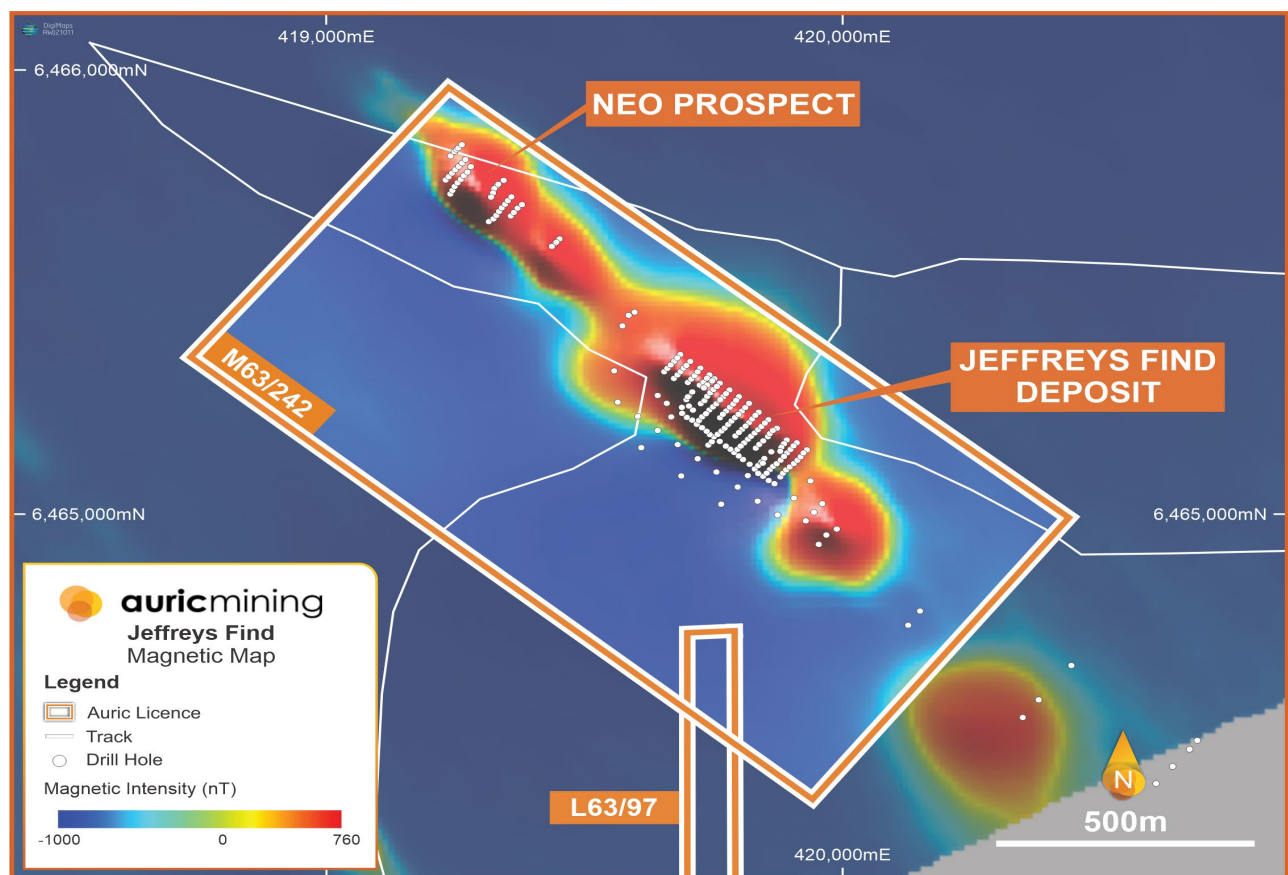 DigiMaps
RWJ21011
419,000mE
420,000mE
6,466,000mN
NEO PROSPECT
JEFFREYS FIND
DEPOSIT
M63/242
6,465,000mN
6,465,000mN
auricmining
Jeffreys Find
Magnetic Map
Legend
Auric Licence
Track
Drill Hole
Magnetic Intensity (nT)
-1000 0 760
L63/97
420,000mE
N
500m